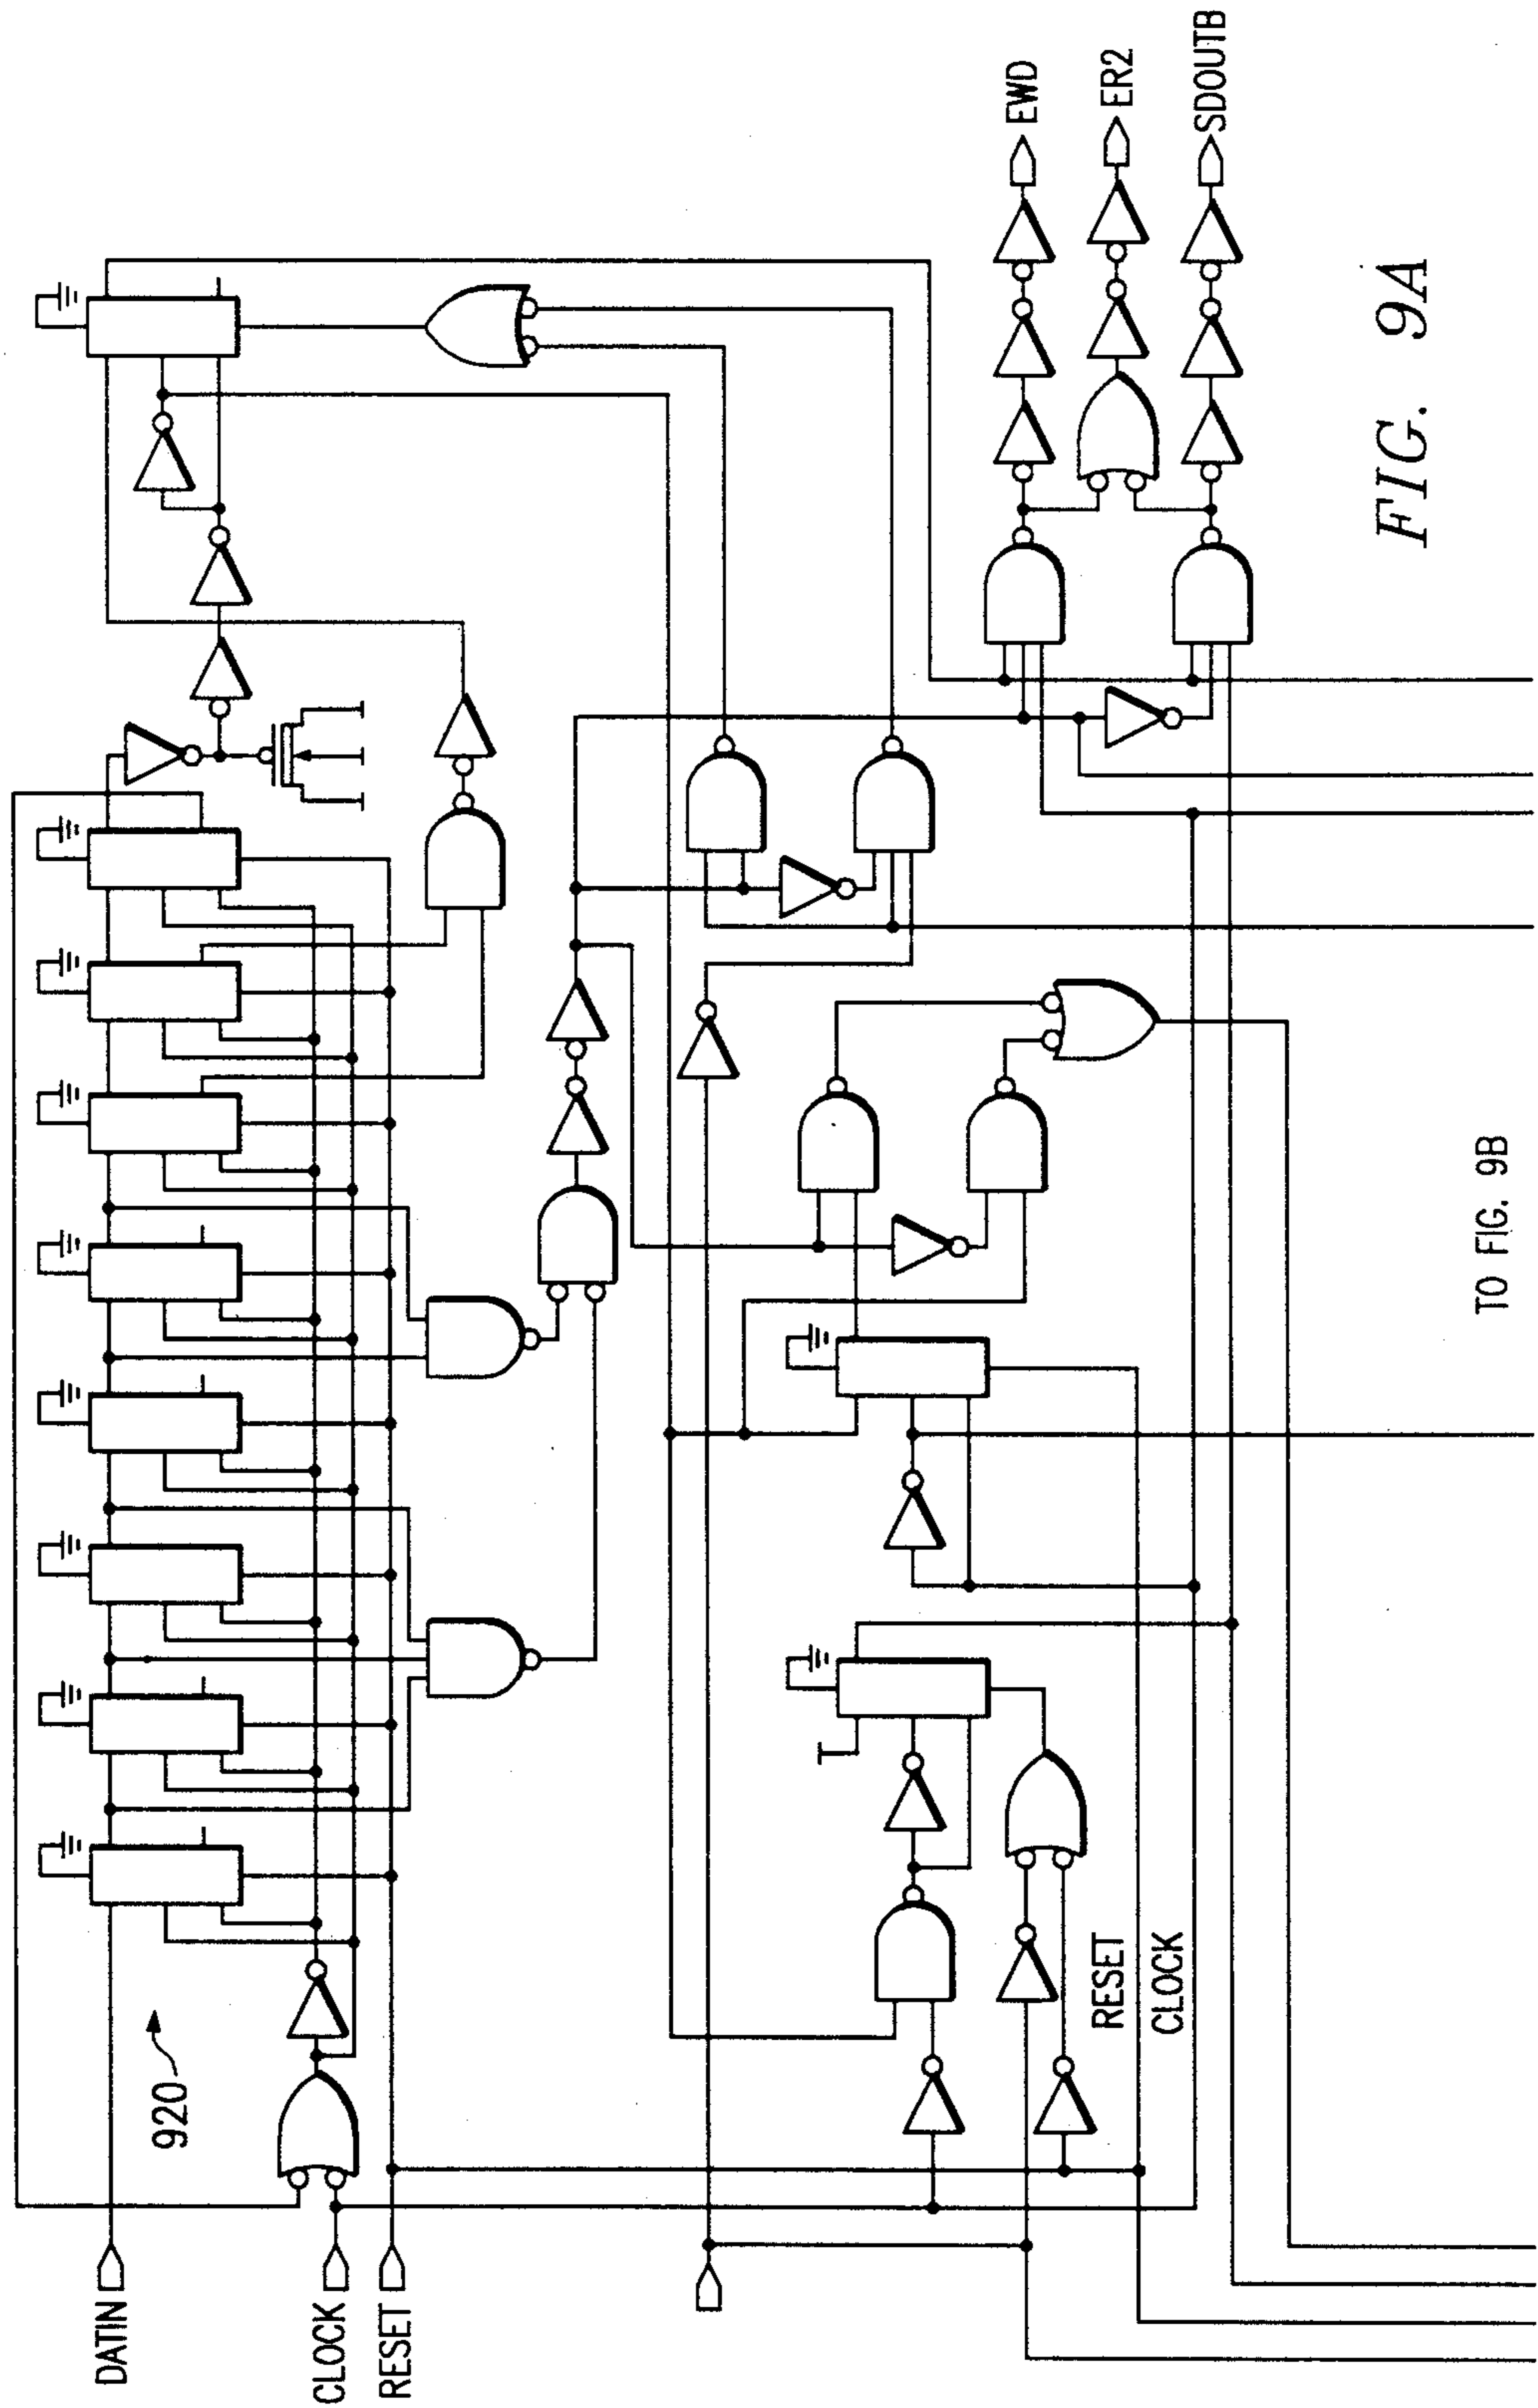 DATIN
920
CLOCK
RESET
RESET
CLOCK
EWD
ER2
SDOUTB
TO FIG. 9B
FIG. 9A